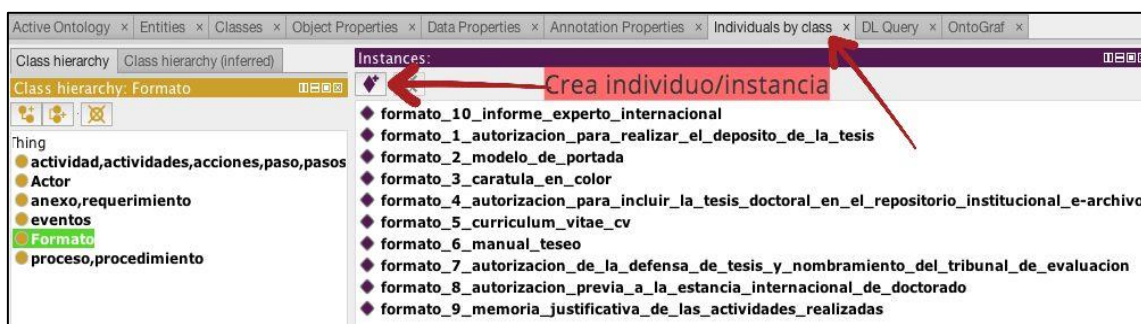 Active Ontology × Entities × Classes × Object Properties × Data Properties × Annotation Properties × Individuals by class × DL Query × OntoGraf ×
Class hierarchy Class hierarchy (inferred)
Class hierarchy: Formato
Thing
actividad,actividades,acciones,paso,pasos
Actor
anexo,requerimiento
eventos
Formato
proceso,procedimiento
Instances:
Crea individuo/instancia
formato_10_informe_experto_internacional
formato_1_autorizacion_para_realizar_el_deposito_de_la_tesis
formato_2_modelo_de_portada
formato_3_caratula_en_color
formato_4_autorizacion_para_incluir_la_tesis_doctoral_en_el_repositorio_institucional_e-archivo
formato_5_curriculum_vitae_cv
formato_6_manual_teseo
formato_7_autorizacion_de_la_defensa_de_tesis_y_nombramiento_del_tribunal_de_evaluacion
formato_8_autorizacion_previa_a_la_estancia_internacional_de_doctorado
formato_9_memoria_justificativa_de_las_actividades_realizadas